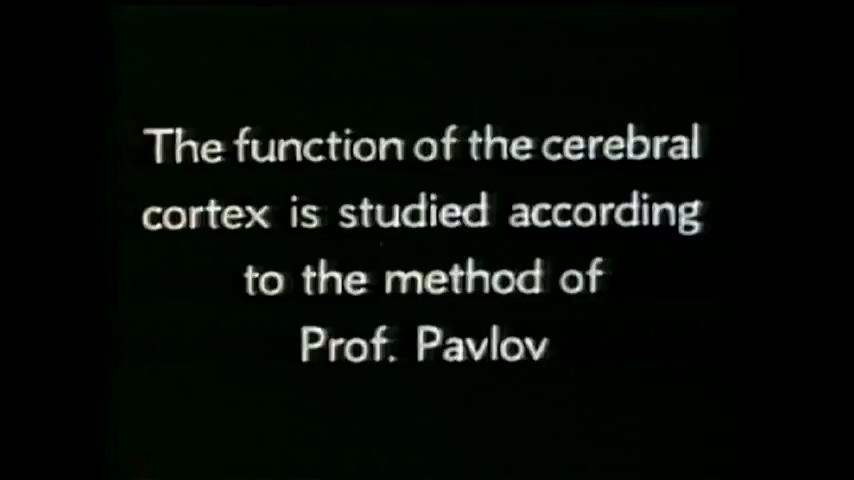 The function of the cerebral
cortex is studied according
to the method of
Prof. Pavlov